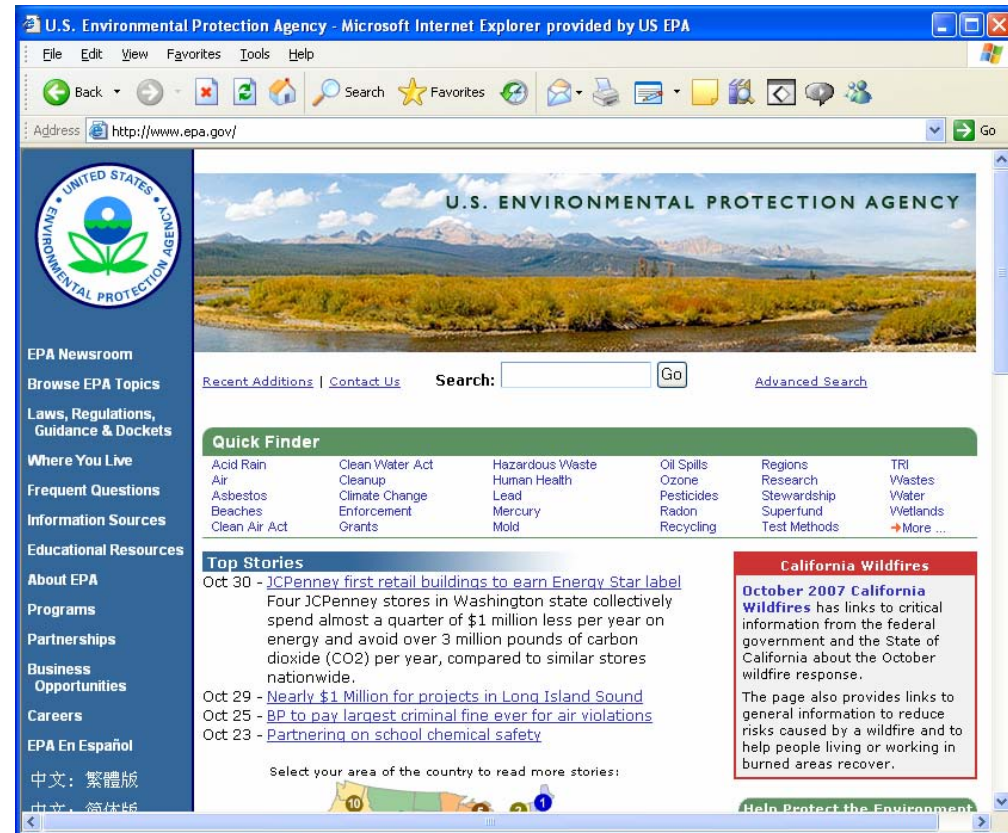 U.S. Environmental Protection Agency - Microsoft Internet Explorer provided by US EPA
File Edit View Favorites Tools Help
Back Search Favorites
Address http://www.epa.gov/ Go
UNITED STATES ENVIRONMENTAL PROTECTION AGENCY
U.S. ENVIRONMENTAL PROTECTION AGENCY
EPA Newsroom
Browse EPA Topics
Laws, Regulations,
Guidance & Dockets
Where You Live
Frequent Questions
Information Sources
Educational Resources
About EPA
Programs
Partnerships
Business
Opportunities
Careers
EPA En Español
中文: 繁體版
中文: 简体版
Recent Additions | Contact Us Search: Go Advanced Search
Quick Finder
Acid Rain Clean Water Act Hazardous Waste Oil Spills Regions TRI
Air Cleanup Human Health Ozone Research Wastes
Asbestos Climate Change Lead Pesticides Stewardship Water
Beaches Enforcement Mercury Radon Superfund Wetlands
Clean Air Act Grants Mold Recycling Test Methods More ...
Top Stories
Oct 30 - JCPenney first retail buildings to earn Energy Star label
Four JCPenney stores in Washington state collectively
spend almost a quarter of $1 million less per year on
energy and avoid over 3 million pounds of carbon
dioxide (CO2) per year, compared to similar stores
nationwide.
Oct 29 - Nearly $1 Million for projects in Long Island Sound
Oct 25 - BP to pay largest criminal fine ever for air violations
Oct 23 - Partnering on school chemical safety
Select your area of the country to read more stories:
10 1
California Wildfires
October 2007 California
Wildfires has links to critical
information from the federal
government and the State of
California about the October
wildfire response.
The page also provides links to
general information to reduce
risks caused by a wildfire and to
help people living or working in
burned areas recover.
Help Protect the Environment